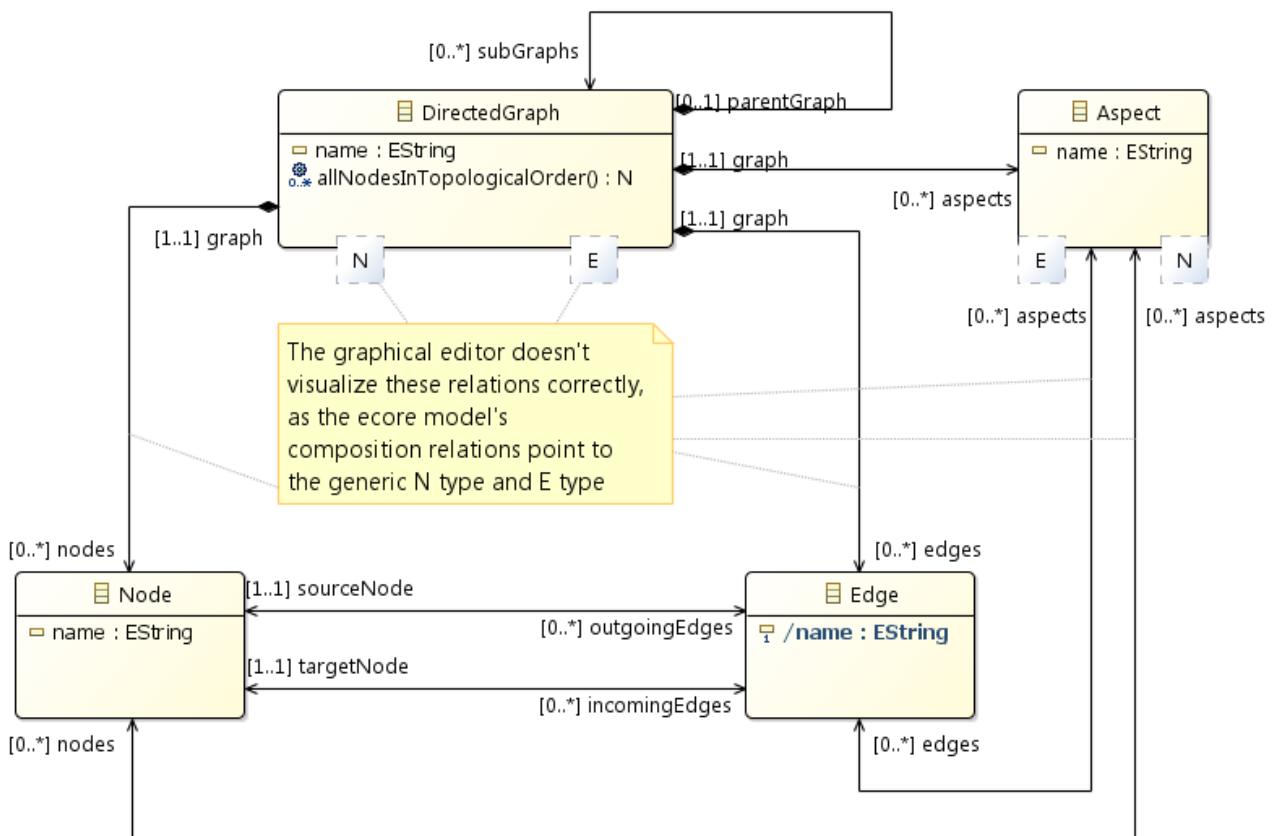 [0..*] subGraphs
[0..1] parentGraph
DirectedGraph
name : EString
0..* allNodesInTopologicalOrder() : N
N
E
[1..1] graph
[1..1] graph
[1..1] graph
[0..*] aspects
Aspect
name : EString
E
N
[0..*] aspects
[0..*] aspects
The graphical editor doesn't
visualize these relations correctly,
as the ecore model's
composition relations point to
the generic N type and E type
[0..*] nodes
[0..*] edges
Node
name : EString
[1..1] sourceNode
[0..*] outgoingEdges
[1..1] targetNode
[0..*] incomingEdges
Edge
1 /name : EString
[0..*] nodes
[0..*] edges